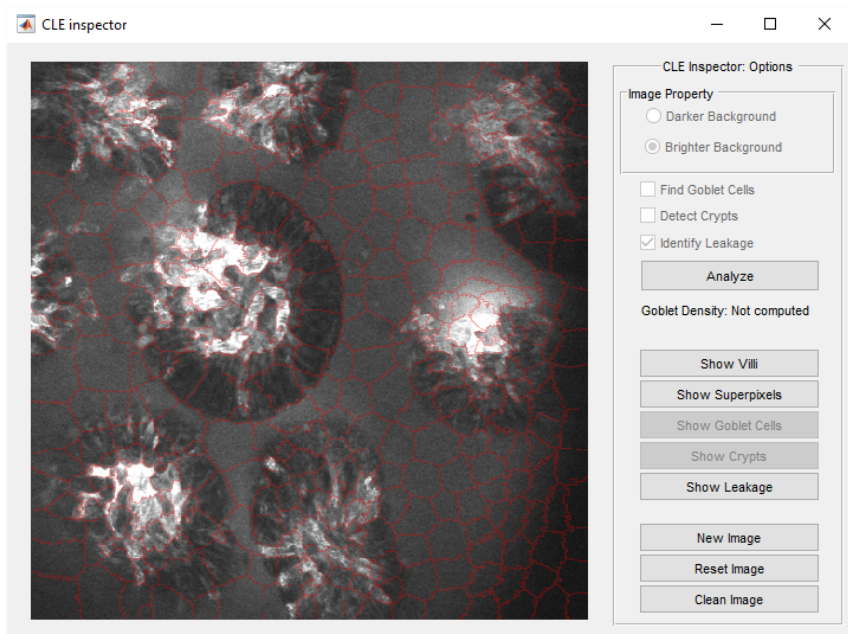 CLE inspector
CLE Inspector: Options
Image Property
Darker Background
Brighter Background
Find Goblet Cells
Detect Crypts
Identify Leakage
Analyze
Goblet Density: Not computed
Show Villi
Show Superpixels
Show Goblet Cells
Show Crypts
Show Leakage
New Image
Reset Image
Clean Image